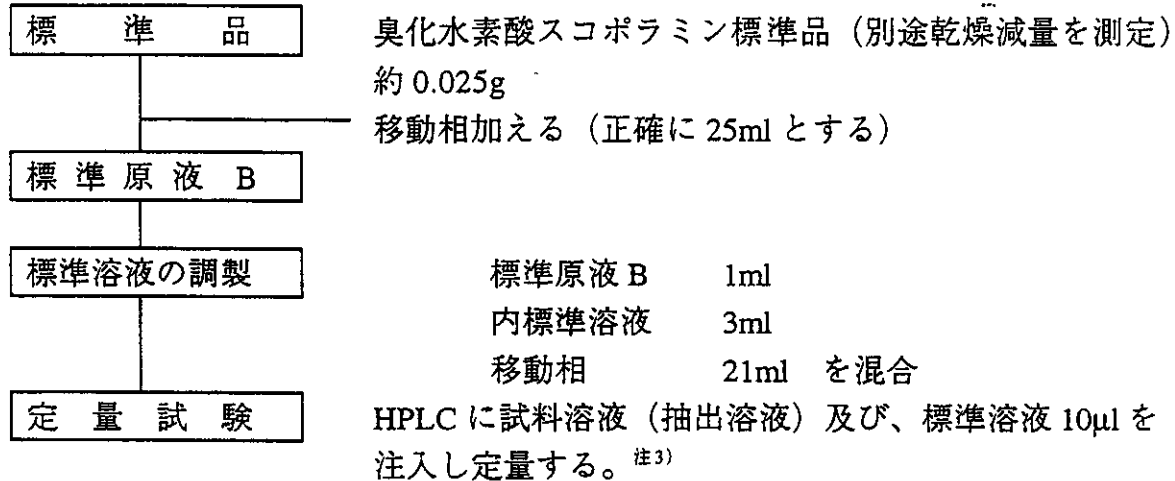 標準品 臭化水素酸スコポラミン標準品（別途乾燥減量を測定）
約 0.025g
移動相加える（正確に 25ml とする）
標準原液 B
標準溶液の調製 標準原液 B 1ml
内標準溶液 3ml
移動相 21ml を混合
定量試験 HPLC に試料溶液（抽出溶液）及び、標準溶液 10μl を
注入し定量する。注3）